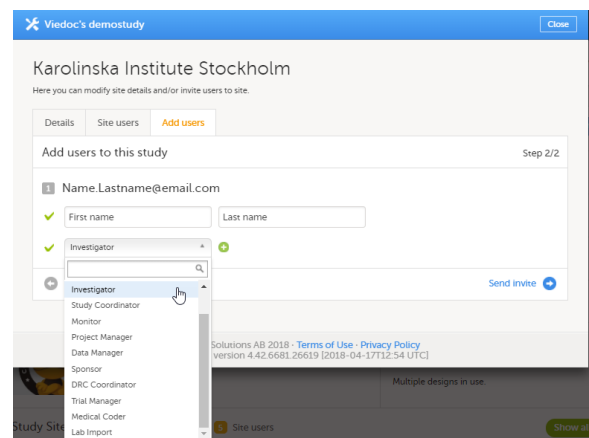 Viedoc's demostudy
Close
Karolinska Institute Stockholm
Here you can modify site details and/or invite users to site.
Details Site users Add users
Add users to this study Step 2/2
1 Name.Lastname@email.com
First name Last name
Investigator
Investigator
Send invite
Study Coordinator
Monitor
Project Manager
Solutions AB 2018 · Terms of Use · Privacy Policy
Data Manager
version 4.42.6681.26619 [2018-04-17T12:54 UTC]
Sponsor
DRC Coordinator
Multiple designs in use.
Trial Manager
Medical Coder
Study Site
5 Site users
Show al
Lab Import